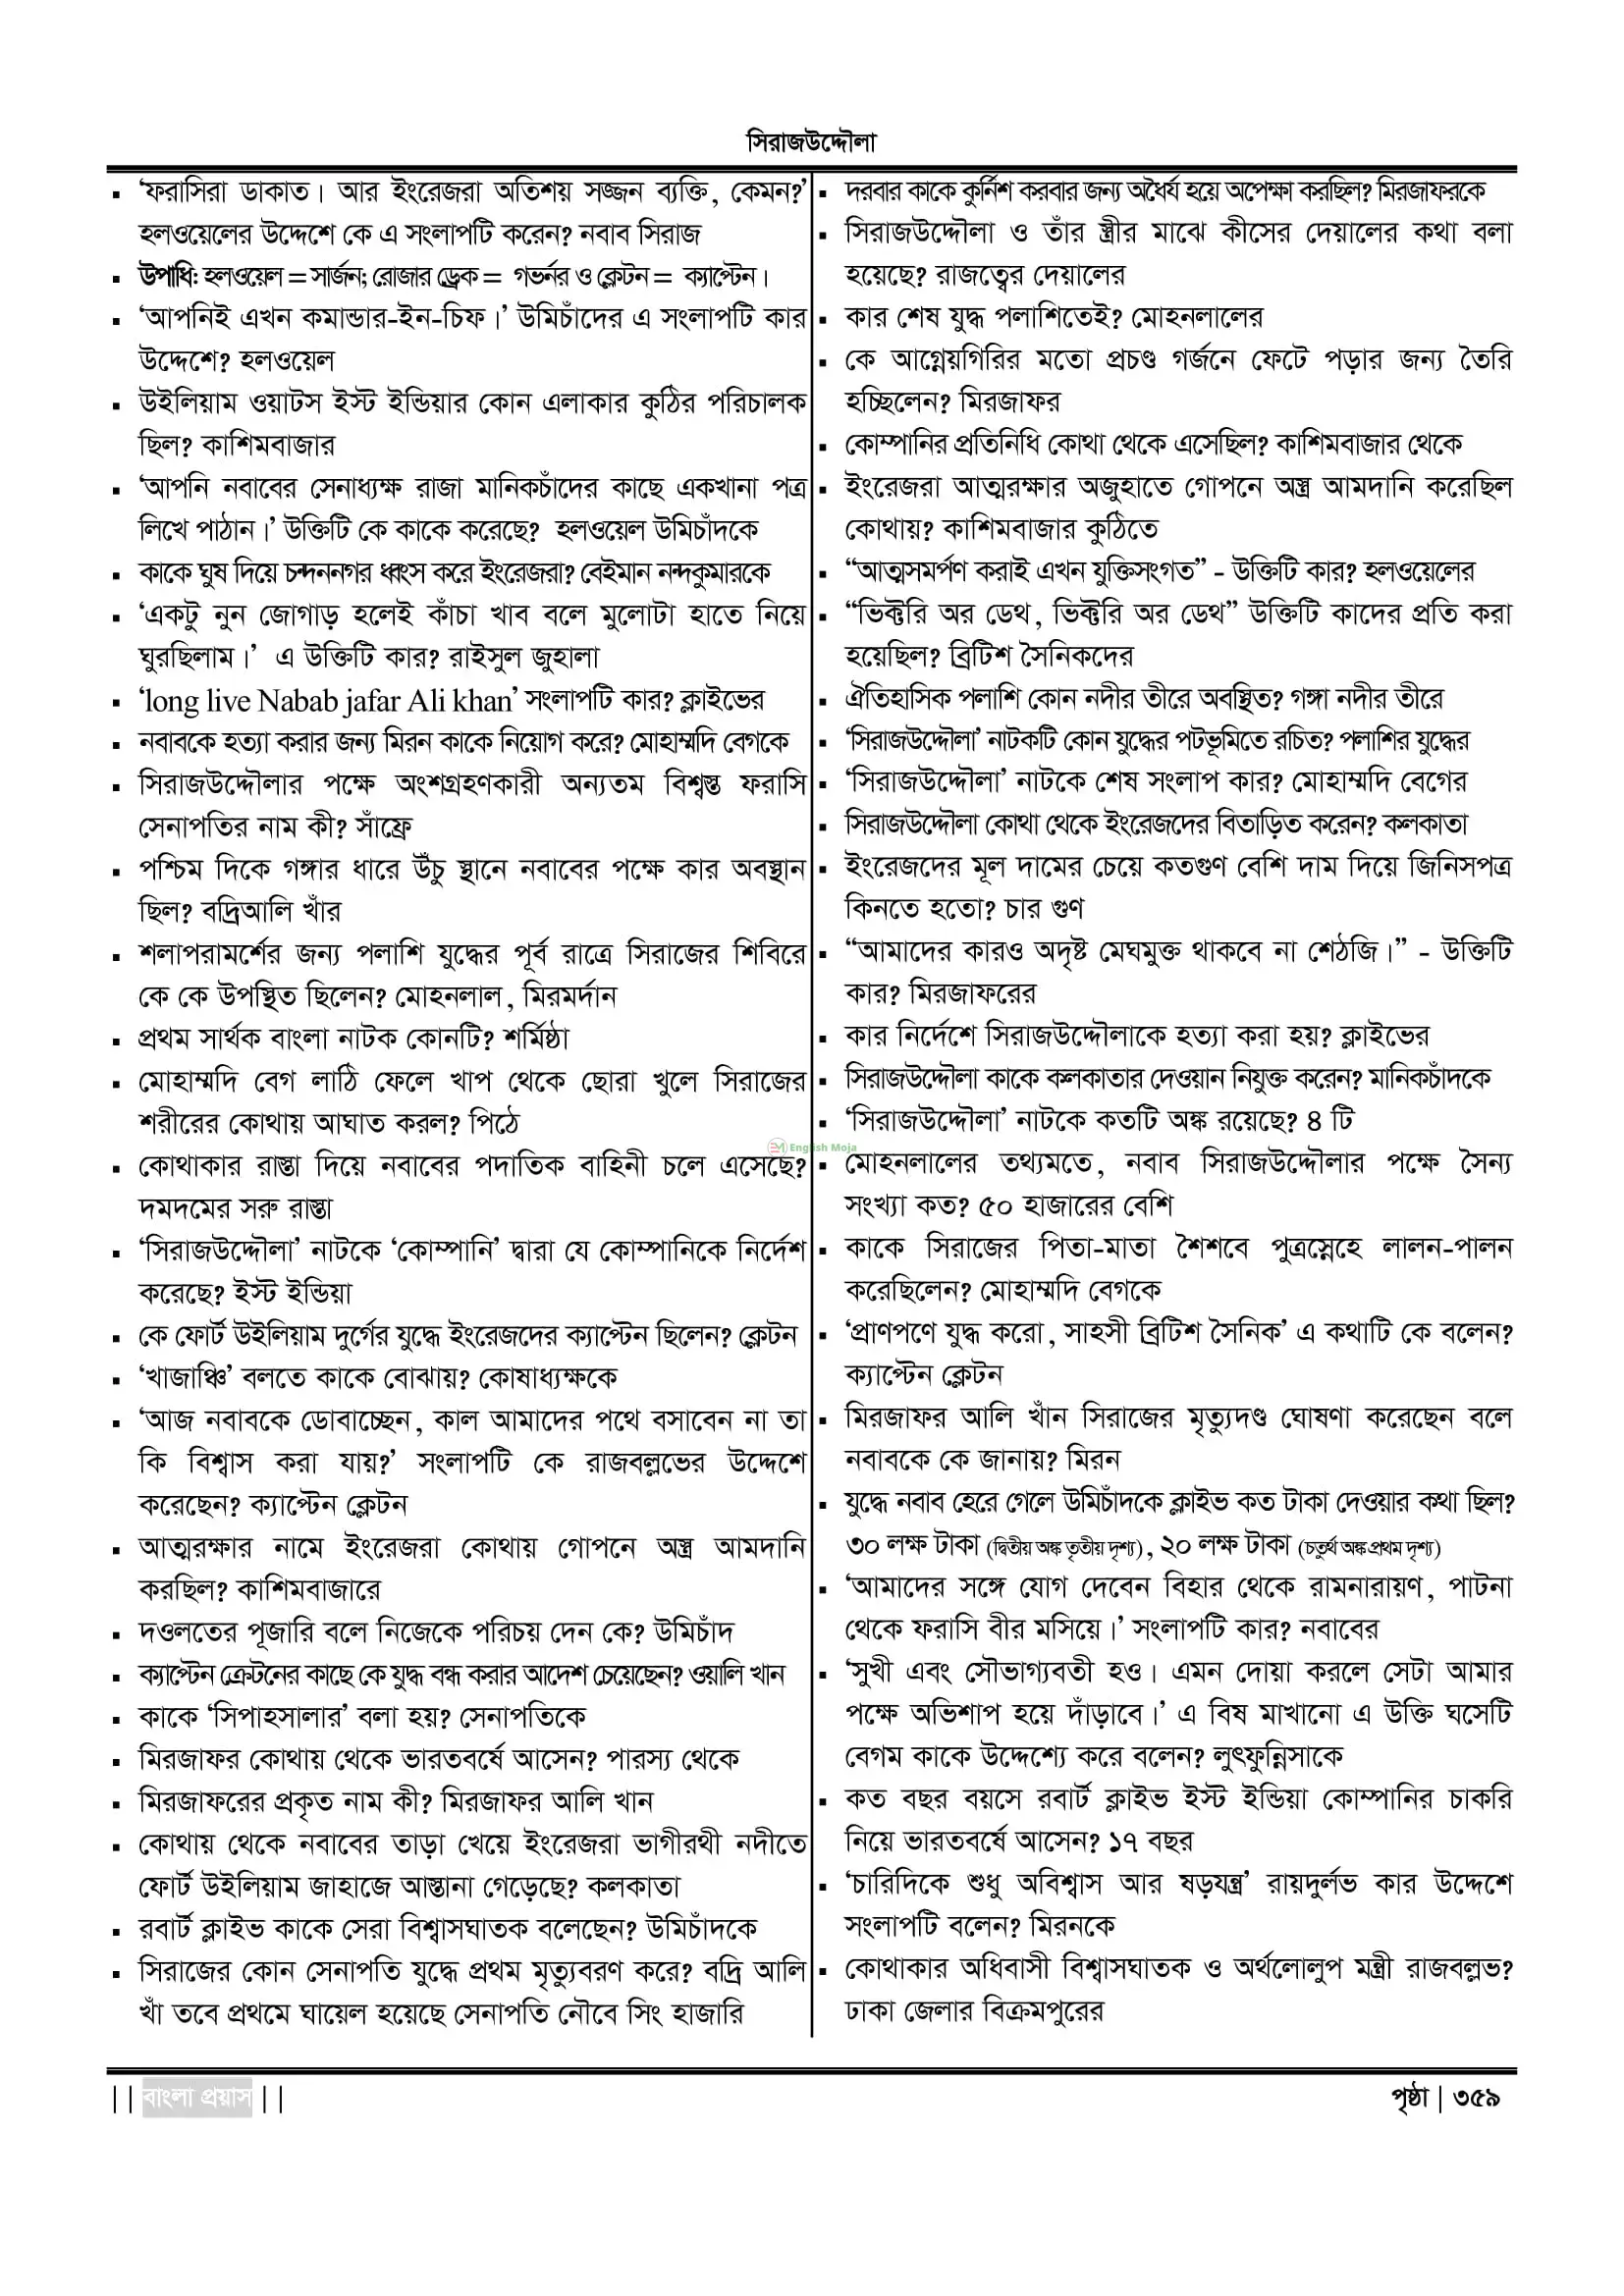 সিরাজউদ্দৌলা
▪ ‘ফরাসিরা ডাকাত। আর ইংরেজরা অতিশয় সজ্জন ব্যক্তি, কেমন?’
হলওয়েলের উদ্দেশে কে এ সংলাপটি করেন? নবাব সিরাজ
▪ উপাধি: হলওয়েল = সার্জন; রোজার ড্রেক = গভর্নর ও ক্লেটন = ক্যাপ্টেন।
▪ ‘আপনিই এখন কমান্ডার-ইন-চিফ।’ উমিচাঁদের এ সংলাপটি কার
উদ্দেশে? হলওয়েল
▪ উইলিয়াম ওয়াটস ইস্ট ইন্ডিয়ার কোন এলাকার কুঠির পরিচালক
ছিল? কাশিমবাজার
▪ ‘আপনি নবাবের সেনাধ্যক্ষ রাজা মানিকচাঁদের কাছে একখানা পত্র
লিখে পাঠান।’ উক্তিটি কে কাকে করেছে? হলওয়েল উমিচাঁদকে
▪ কাকে ঘুষ দিয়ে চন্দননগর ধ্বংস করে ইংরেজরা? বেইমান নন্দকুমারকে
▪ ‘একটু নুন জোগাড় হলেই কাঁচা খাব বলে মুলোটা হাতে নিয়ে
ঘুরছিলাম।’ এ উক্তিটি কার? রাইসুল জুহালা
▪ ‘long live Nabab jafar Ali khan’ সংলাপটি কার? ক্লাইভের
▪ নবাবকে হত্যা করার জন্য মিরন কাকে নিয়োগ করে? মোহাম্মদি বেগকে
▪ সিরাজউদ্দৌলার পক্ষে অংশগ্রহণকারী অন্যতম বিশ্বস্ত ফরাসি
সেনাপতির নাম কী? সাঁফ্রে
▪ পশ্চিম দিকে গঙ্গার ধারে উঁচু স্থানে নবাবের পক্ষে কার অবস্থান
ছিল? বদ্রিআলি খাঁর
▪ শলাপরামর্শের জন্য পলাশি যুদ্ধের পূর্ব রাত্রে সিরাজের শিবিরে
কে কে উপস্থিত ছিলেন? মোহনলাল, মিরমর্দান
▪ প্রথম সার্থক বাংলা নাটক কোনটি? শর্মিষ্ঠা
▪ মোহাম্মদি বেগ লাঠি ফেলে খাপ থেকে ছোরা খুলে সিরাজের
শরীরের কোথায় আঘাত করল? পিঠে
▪ কোথাকার রাস্তা দিয়ে নবাবের পদাতিক বাহিনী চলে এসেছে?
দমদমের সরু রাস্তা
▪ ‘সিরাজউদ্দৌলা’ নাটকে ‘কোম্পানি’ দ্বারা যে কোম্পানিকে নির্দেশ
করেছে? ইস্ট ইন্ডিয়া
▪ কে ফোর্ট উইলিয়াম দুর্গের যুদ্ধে ইংরেজদের ক্যাপ্টেন ছিলেন? ক্লেটন
▪ ‘খাজাঞ্চি’ বলতে কাকে বোঝায়? কোষাধ্যক্ষকে
▪ ‘আজ নবাবকে ডোবাচ্ছেন, কাল আমাদের পথে বসাবেন না তা
কি বিশ্বাস করা যায়?’ সংলাপটি কে রাজবল্লভের উদ্দেশে
করেছেন? ক্যাপ্টেন ক্লেটন
▪ আত্মরক্ষার নামে ইংরেজরা কোথায় গোপনে অস্ত্র আমদানি
করছিল? কাশিমবাজারে
▪ দওলতের পূজারি বলে নিজেকে পরিচয় দেন কে? উমিচাঁদ
▪ ক্যাপ্টেন ক্রেটনের কাছে কে যুদ্ধ বন্ধ করার আদেশ চেয়েছেন? ওয়ালি খান
▪ কাকে ‘সিপাহসালার’ বলা হয়? সেনাপতিকে
▪ মিরজাফর কোথায় থেকে ভারতবর্ষে আসেন? পারস্য থেকে
▪ মিরজাফরের প্রকৃত নাম কী? মিরজাফর আলি খান
▪ কোথায় থেকে নবাবের তাড়া খেয়ে ইংরেজরা ভাগীরথী নদীতে
ফোর্ট উইলিয়াম জাহাজে আস্তানা গেড়েছে? কলকাতা
▪ রবার্ট ক্লাইভ কাকে সেরা বিশ্বাসঘাতক বলেছেন? উমিচাঁদকে
▪ সিরাজের কোন সেনাপতি যুদ্ধে প্রথম মৃত্যুবরণ করে? বদ্রি আলি
খাঁ তবে প্রথমে ঘায়েল হয়েছে সেনাপতি নৌবে সিং হাজারি
▪ দরবার কাকে কুর্নিশ করবার জন্য অধৈর্য হয়ে অপেক্ষা করছিল? মিরজাফরকে
▪ সিরাজউদ্দৌলা ও তাঁর স্ত্রীর মাঝে কীসের দেয়ালের কথা বলা
হয়েছে? রাজত্বের দেয়ালের
▪ কার শেষ যুদ্ধ পলাশিতেই? মোহনলালের
▪ কে আগ্নেয়গিরির মতো প্রচণ্ড গর্জনে ফেটে পড়ার জন্য তৈরি
হচ্ছিলেন? মিরজাফর
▪ কোম্পানির প্রতিনিধি কোথা থেকে এসেছিল? কাশিমবাজার থেকে
▪ ইংরেজরা আত্মরক্ষার অজুহাতে গোপনে অস্ত্র আমদানি করেছিল
কোথায়? কাশিমবাজার কুঠিতে
▪ “আত্মসমর্পণ করাই এখন যুক্তিসংগত” - উক্তিটি কার? হলওয়েলের
▪ “ভিক্টরি অর ডেথ, ভিক্টরি অর ডেথ” উক্তিটি কাদের প্রতি করা
হয়েছিল? ব্রিটিশ সৈনিকদের
▪ ঐতিহাসিক পলাশি কোন নদীর তীরে অবস্থিত? গঙ্গা নদীর তীরে
▪ ‘সিরাজউদ্দৌলা’ নাটকটি কোন যুদ্ধের পটভূমিতে রচিত? পলাশির যুদ্ধের
▪ ‘সিরাজউদ্দৌলা’ নাটকে শেষ সংলাপ কার? মোহাম্মদি বেগের
▪ সিরাজউদ্দৌলা কোথা থেকে ইংরেজদের বিতাড়িত করেন? কলকাতা
▪ ইংরেজদের মূল দামের চেয়ে কতগুণ বেশি দাম দিয়ে জিনিসপত্র
কিনতে হতো? চার গুণ
▪ “আমাদের কারও অদৃষ্ট মেঘমুক্ত থাকবে না শেঠজি।” - উক্তিটি
কার? মিরজাফরের
▪ কার নির্দেশে সিরাজউদ্দৌলাকে হত্যা করা হয়? ক্লাইভের
▪ সিরাজউদ্দৌলা কাকে কলকাতার দেওয়ান নিযুক্ত করেন? মানিকচাঁদকে
▪ ‘সিরাজউদ্দৌলা’ নাটকে কতটি অঙ্ক রয়েছে? ৪ টি
English Moja
▪ মোহনলালের তথ্যমতে, নবাব সিরাজউদ্দৌলার পক্ষে সৈন্য
সংখ্যা কত? ৫০ হাজারের বেশি
▪ কাকে সিরাজের পিতা-মাতা শৈশবে পুত্রস্নেহে লালন-পালন
করেছিলেন? মোহাম্মদি বেগকে
▪ ‘প্রাণপণে যুদ্ধ করো, সাহসী ব্রিটিশ সৈনিক’ এ কথাটি কে বলেন?
ক্যাপ্টেন ক্লেটন
▪ মিরজাফর আলি খাঁন সিরাজের মৃত্যুদণ্ড ঘোষণা করেছেন বলে
নবাবকে কে জানায়? মিরন
▪ যুদ্ধে নবাব হেরে গেলে উমিচাঁদকে ক্লাইভ কত টাকা দেওয়ার কথা ছিল?
৩০ লক্ষ টাকা (দ্বিতীয় অঙ্ক তৃতীয় দৃশ্য), ২০ লক্ষ টাকা (চতুর্থ অঙ্ক প্রথম দৃশ্য)
▪ ‘আমাদের সঙ্গে যোগ দেবেন বিহার থেকে রামনারায়ণ, পাটনা
থেকে ফরাসি বীর মসিয়ে।’ সংলাপটি কার? নবাবের
▪ ‘সুখী এবং সৌভাগ্যবতী হও। এমন দোয়া করলে সেটা আমার
পক্ষে অভিশাপ হয়ে দাঁড়াবে।’ এ বিষ মাখানো এ উক্তি ঘসেটি
বেগম কাকে উদ্দেশ্যে করে বলেন? লুৎফুন্নিসাকে
▪ কত বছর বয়সে রবার্ট ক্লাইভ ইস্ট ইন্ডিয়া কোম্পানির চাকরি
নিয়ে ভারতবর্ষে আসেন? ১৭ বছর
▪ ‘চারিদিকে শুধু অবিশ্বাস আর ষড়যন্ত্র’ রায়দুর্লভ কার উদ্দেশে
সংলাপটি বলেন? মিরনকে
▪ কোথাকার অধিবাসী বিশ্বাসঘাতক ও অর্থলোলুপ মন্ত্রী রাজবল্লভ?
ঢাকা জেলার বিক্রমপুরের
|| বাংলা প্রয়াস ||
পৃষ্ঠা | ৩৫৯